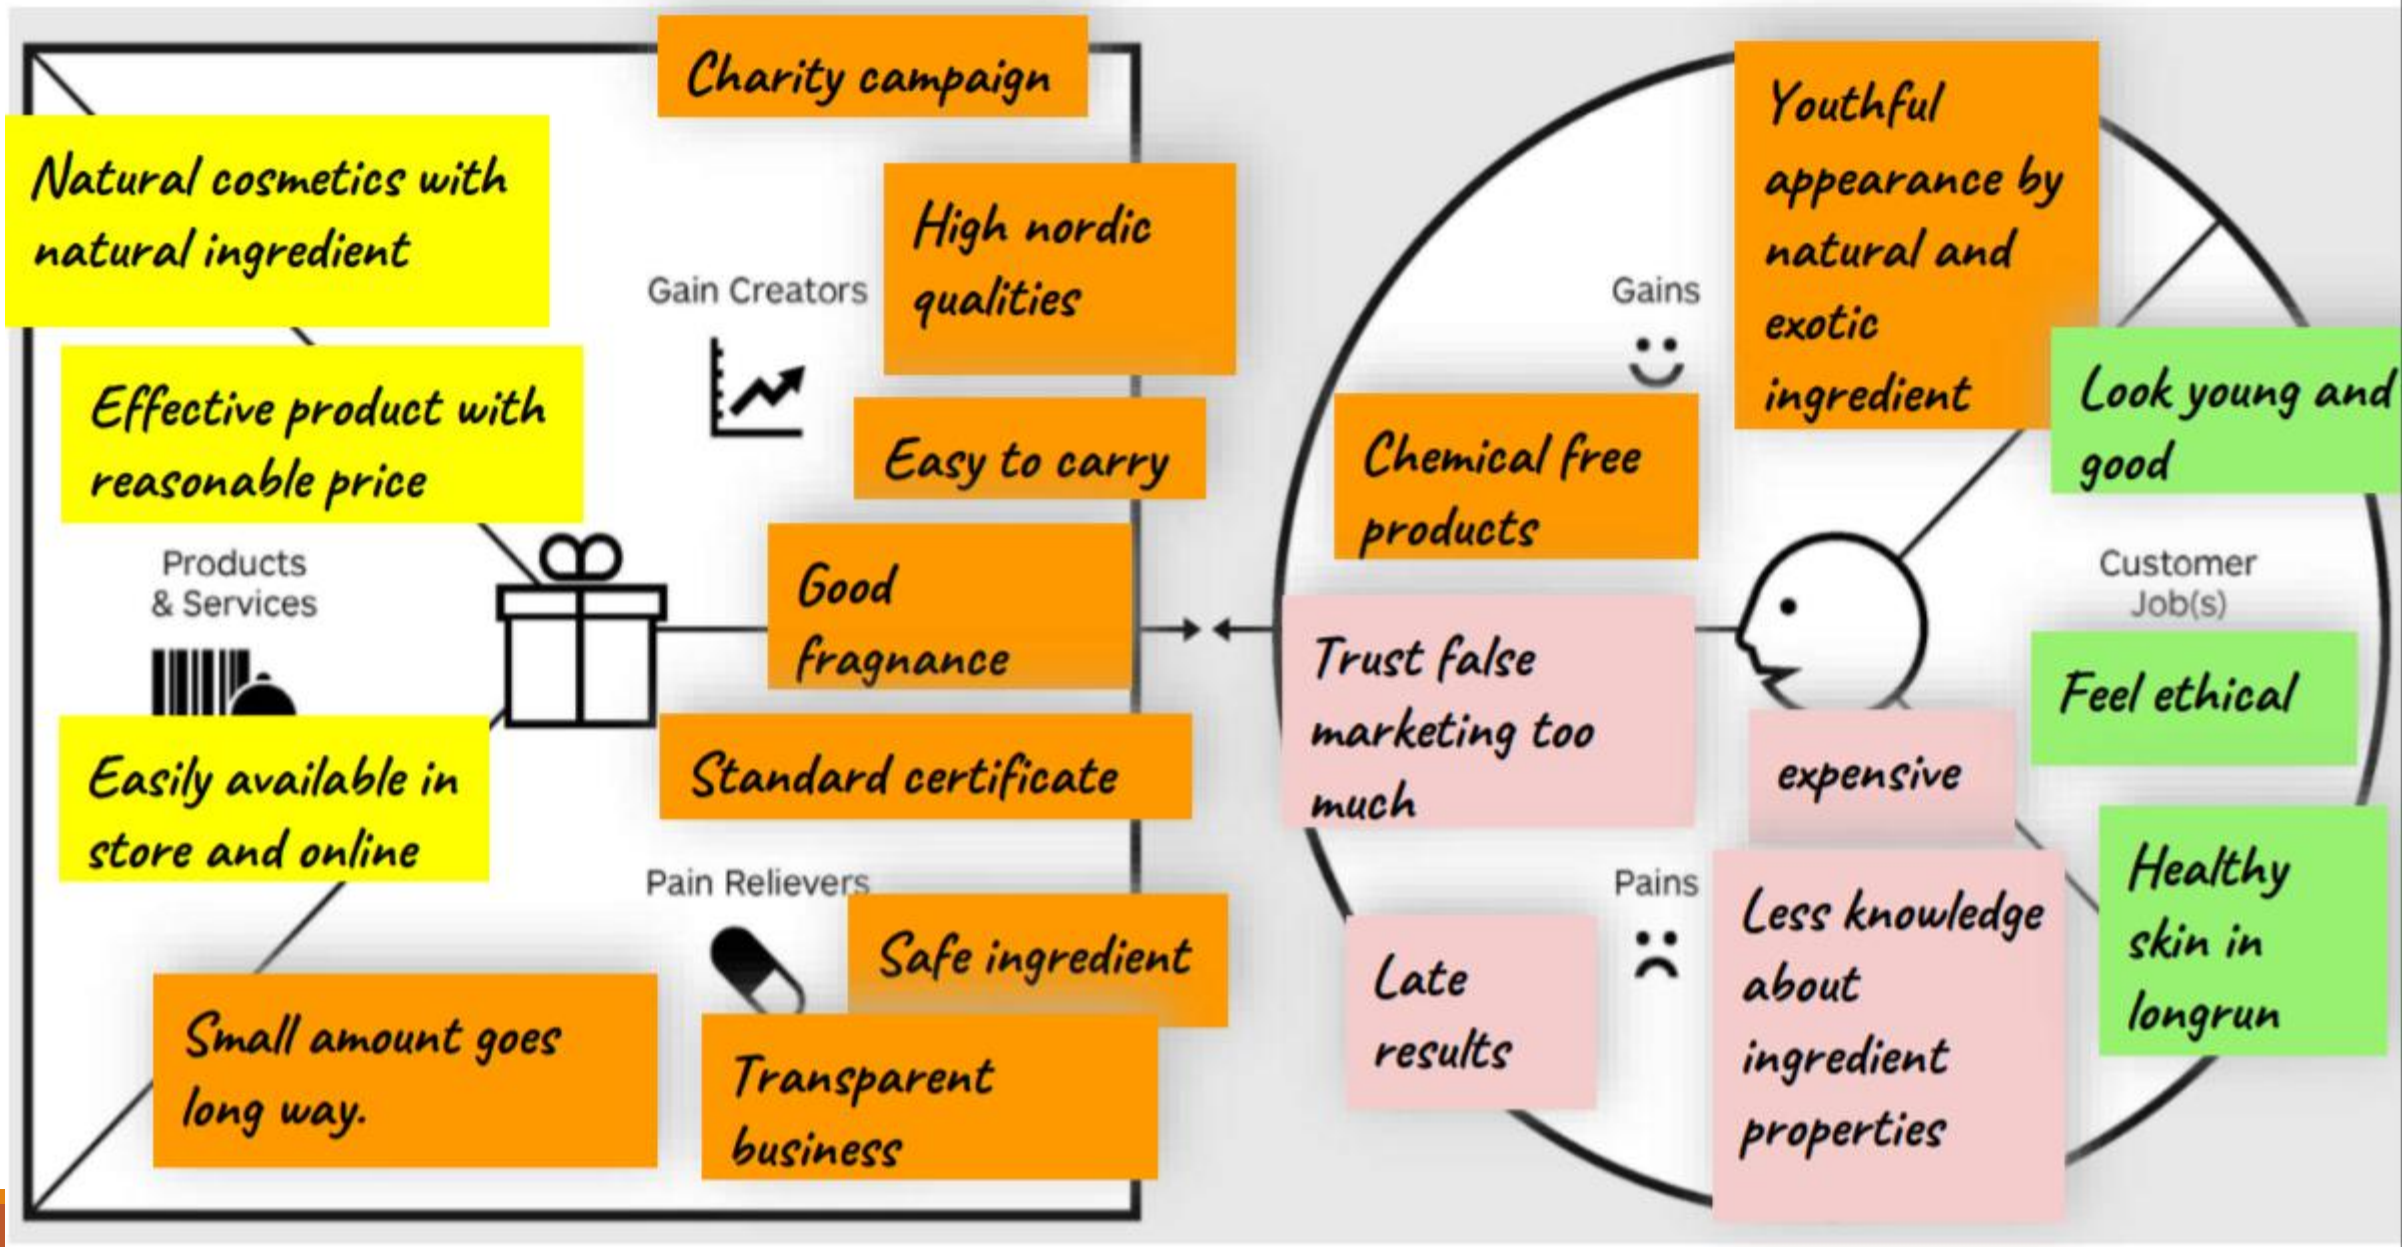 Charity campaign
Natural cosmetics with
natural ingredient
High nordic
qualities
Gain Creators
Effective product with
reasonable price
Easy to carry
Products
& Services
Good
fragnance
Easily available in
store and online
Standard certificate
Pain Relievers
Safe ingredient
Small amount goes
long way.
Transparent
business
Youthful
appearance by
natural and
exotic
ingredient
Gains
Look young and
good
Chemical free
products
Customer
Job(s)
Trust false
marketing too
much
Feel ethical
expensive
Pains
Healthy
skin in
longrun
Less knowledge
about
ingredient
properties
Late
results